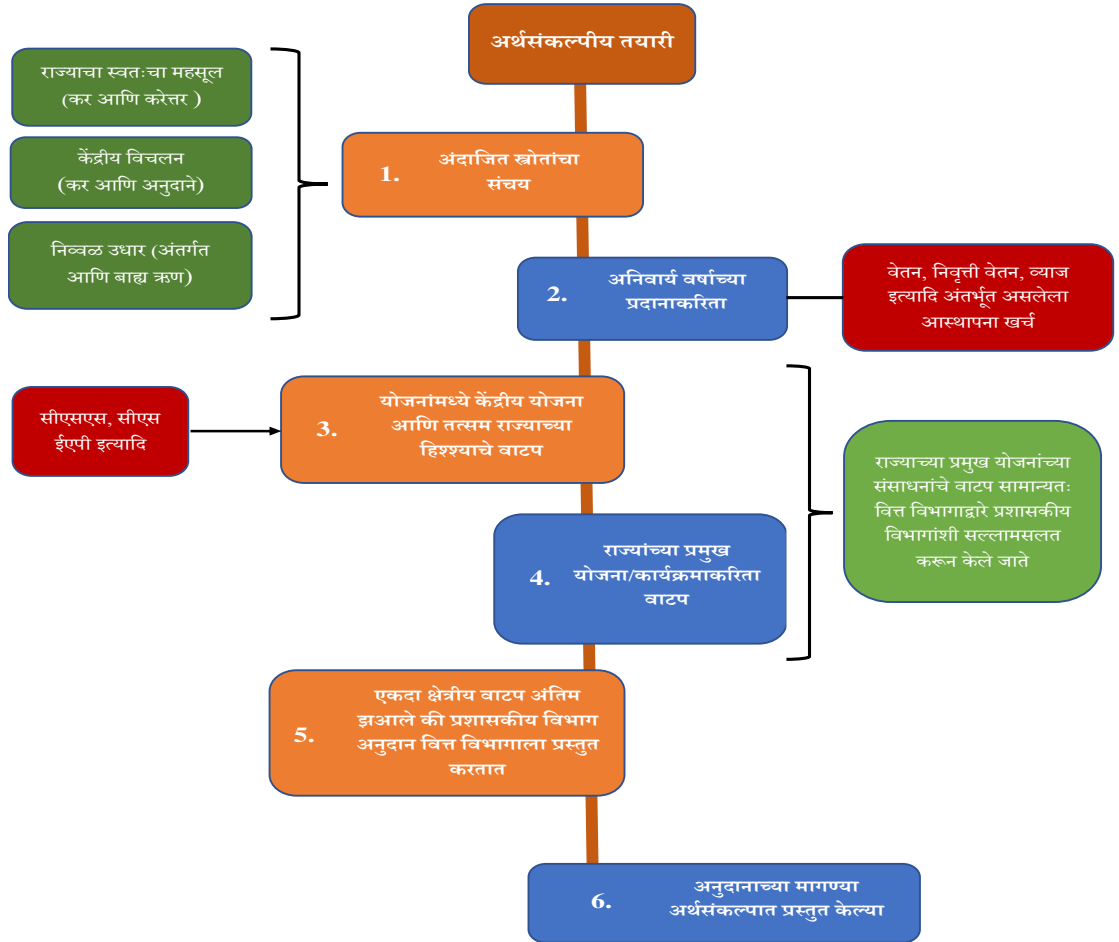 अर्थसंकल्पीय तयारी
राज्याचा स्वतःचा महसूल
(कर आणि करेत्तर )
केंद्रीय विचलन
(कर आणि अनुदाने)
निव्वळ उधार (अंतर्गत
आणि बाह्य ऋण)
1. अंदाजित स्त्रोतांचा
संचय
2. अनिवार्य वर्षाच्या
प्रदानाकरिता
वेतन, निवृत्ती वेतन, व्याज
इत्यादि अंतर्भूत असलेला
आस्थापना खर्च
सीएसएस, सीएस
ईएपी इत्यादि
3. योजनांमध्ये केंद्रीय योजना
आणि तत्सम राज्याच्या
हिश्श्याचे वाटप
4. राज्यांच्या प्रमुख
योजना/कार्यक्रमाकरिता
वाटप
राज्याच्या प्रमुख योजनांच्या
संसाधनांचे वाटप सामान्यतः
वित्त विभागाद्वारे प्रशासकीय
विभागांशी सल्लामसलत
करून केले जाते
5. एकदा क्षेत्रीय वाटप अंतिम
झआले की प्रशासकीय विभाग
अनुदान वित्त विभागाला प्रस्तुत
करतात
6. अनुदानाच्या मागण्या
अर्थसंकल्पात प्रस्तुत केल्या